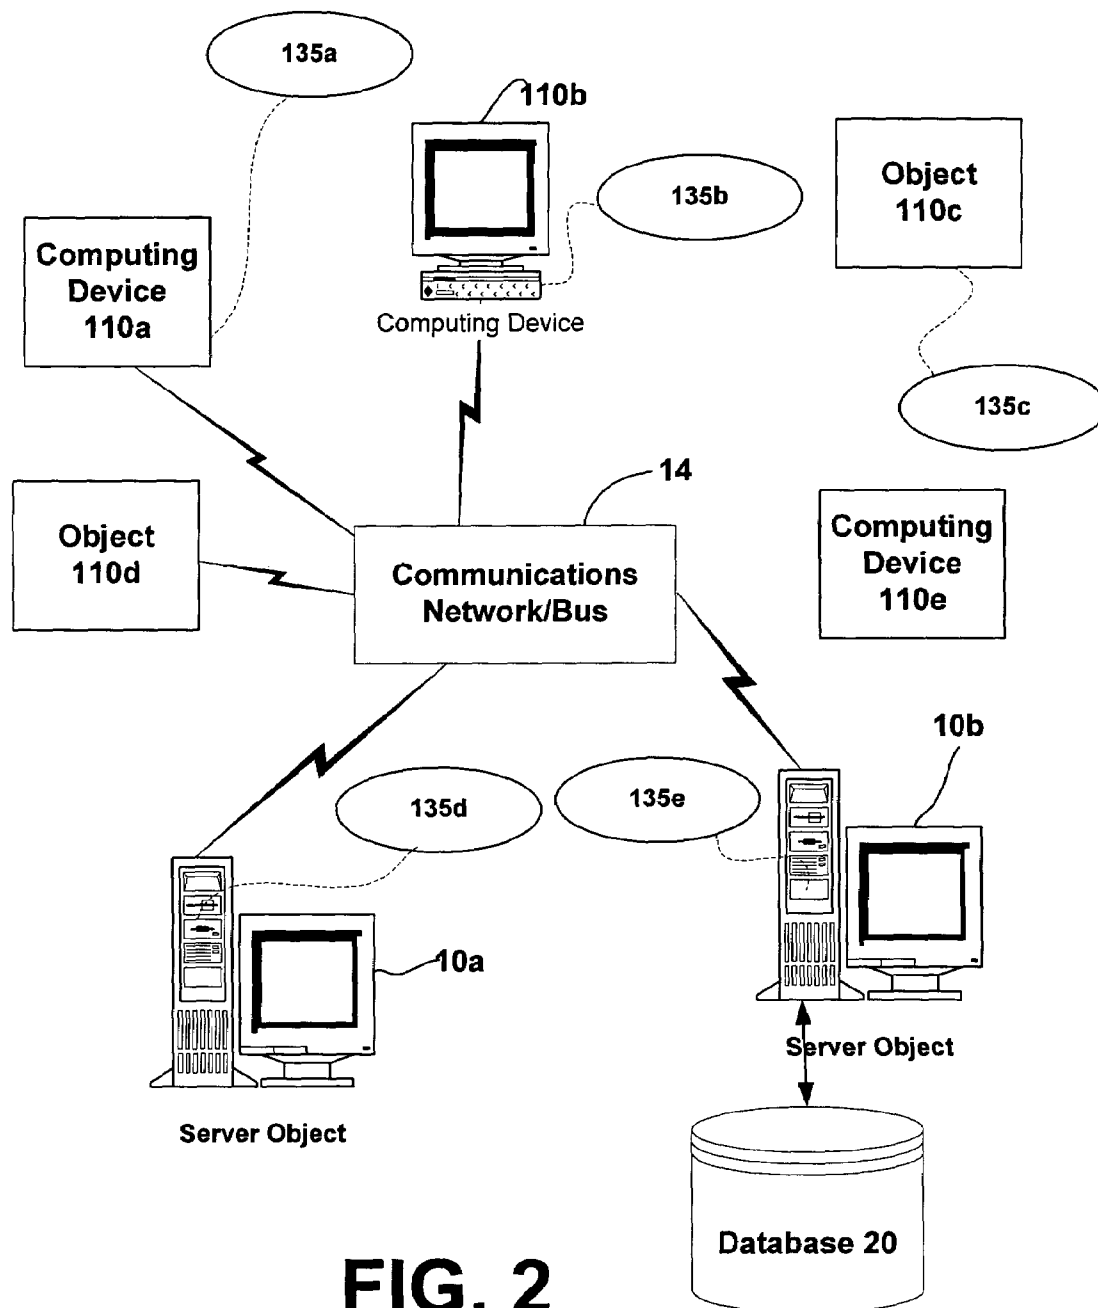 135a
110b
135b
Object
110c
Computing
Device
110a
Computing Device
135c
14
Object
110d
Communications
Network/Bus
Computing
Device
110e
10b
135d
135e
10a
Server Object
Server Object
Database 20
FIG. 2